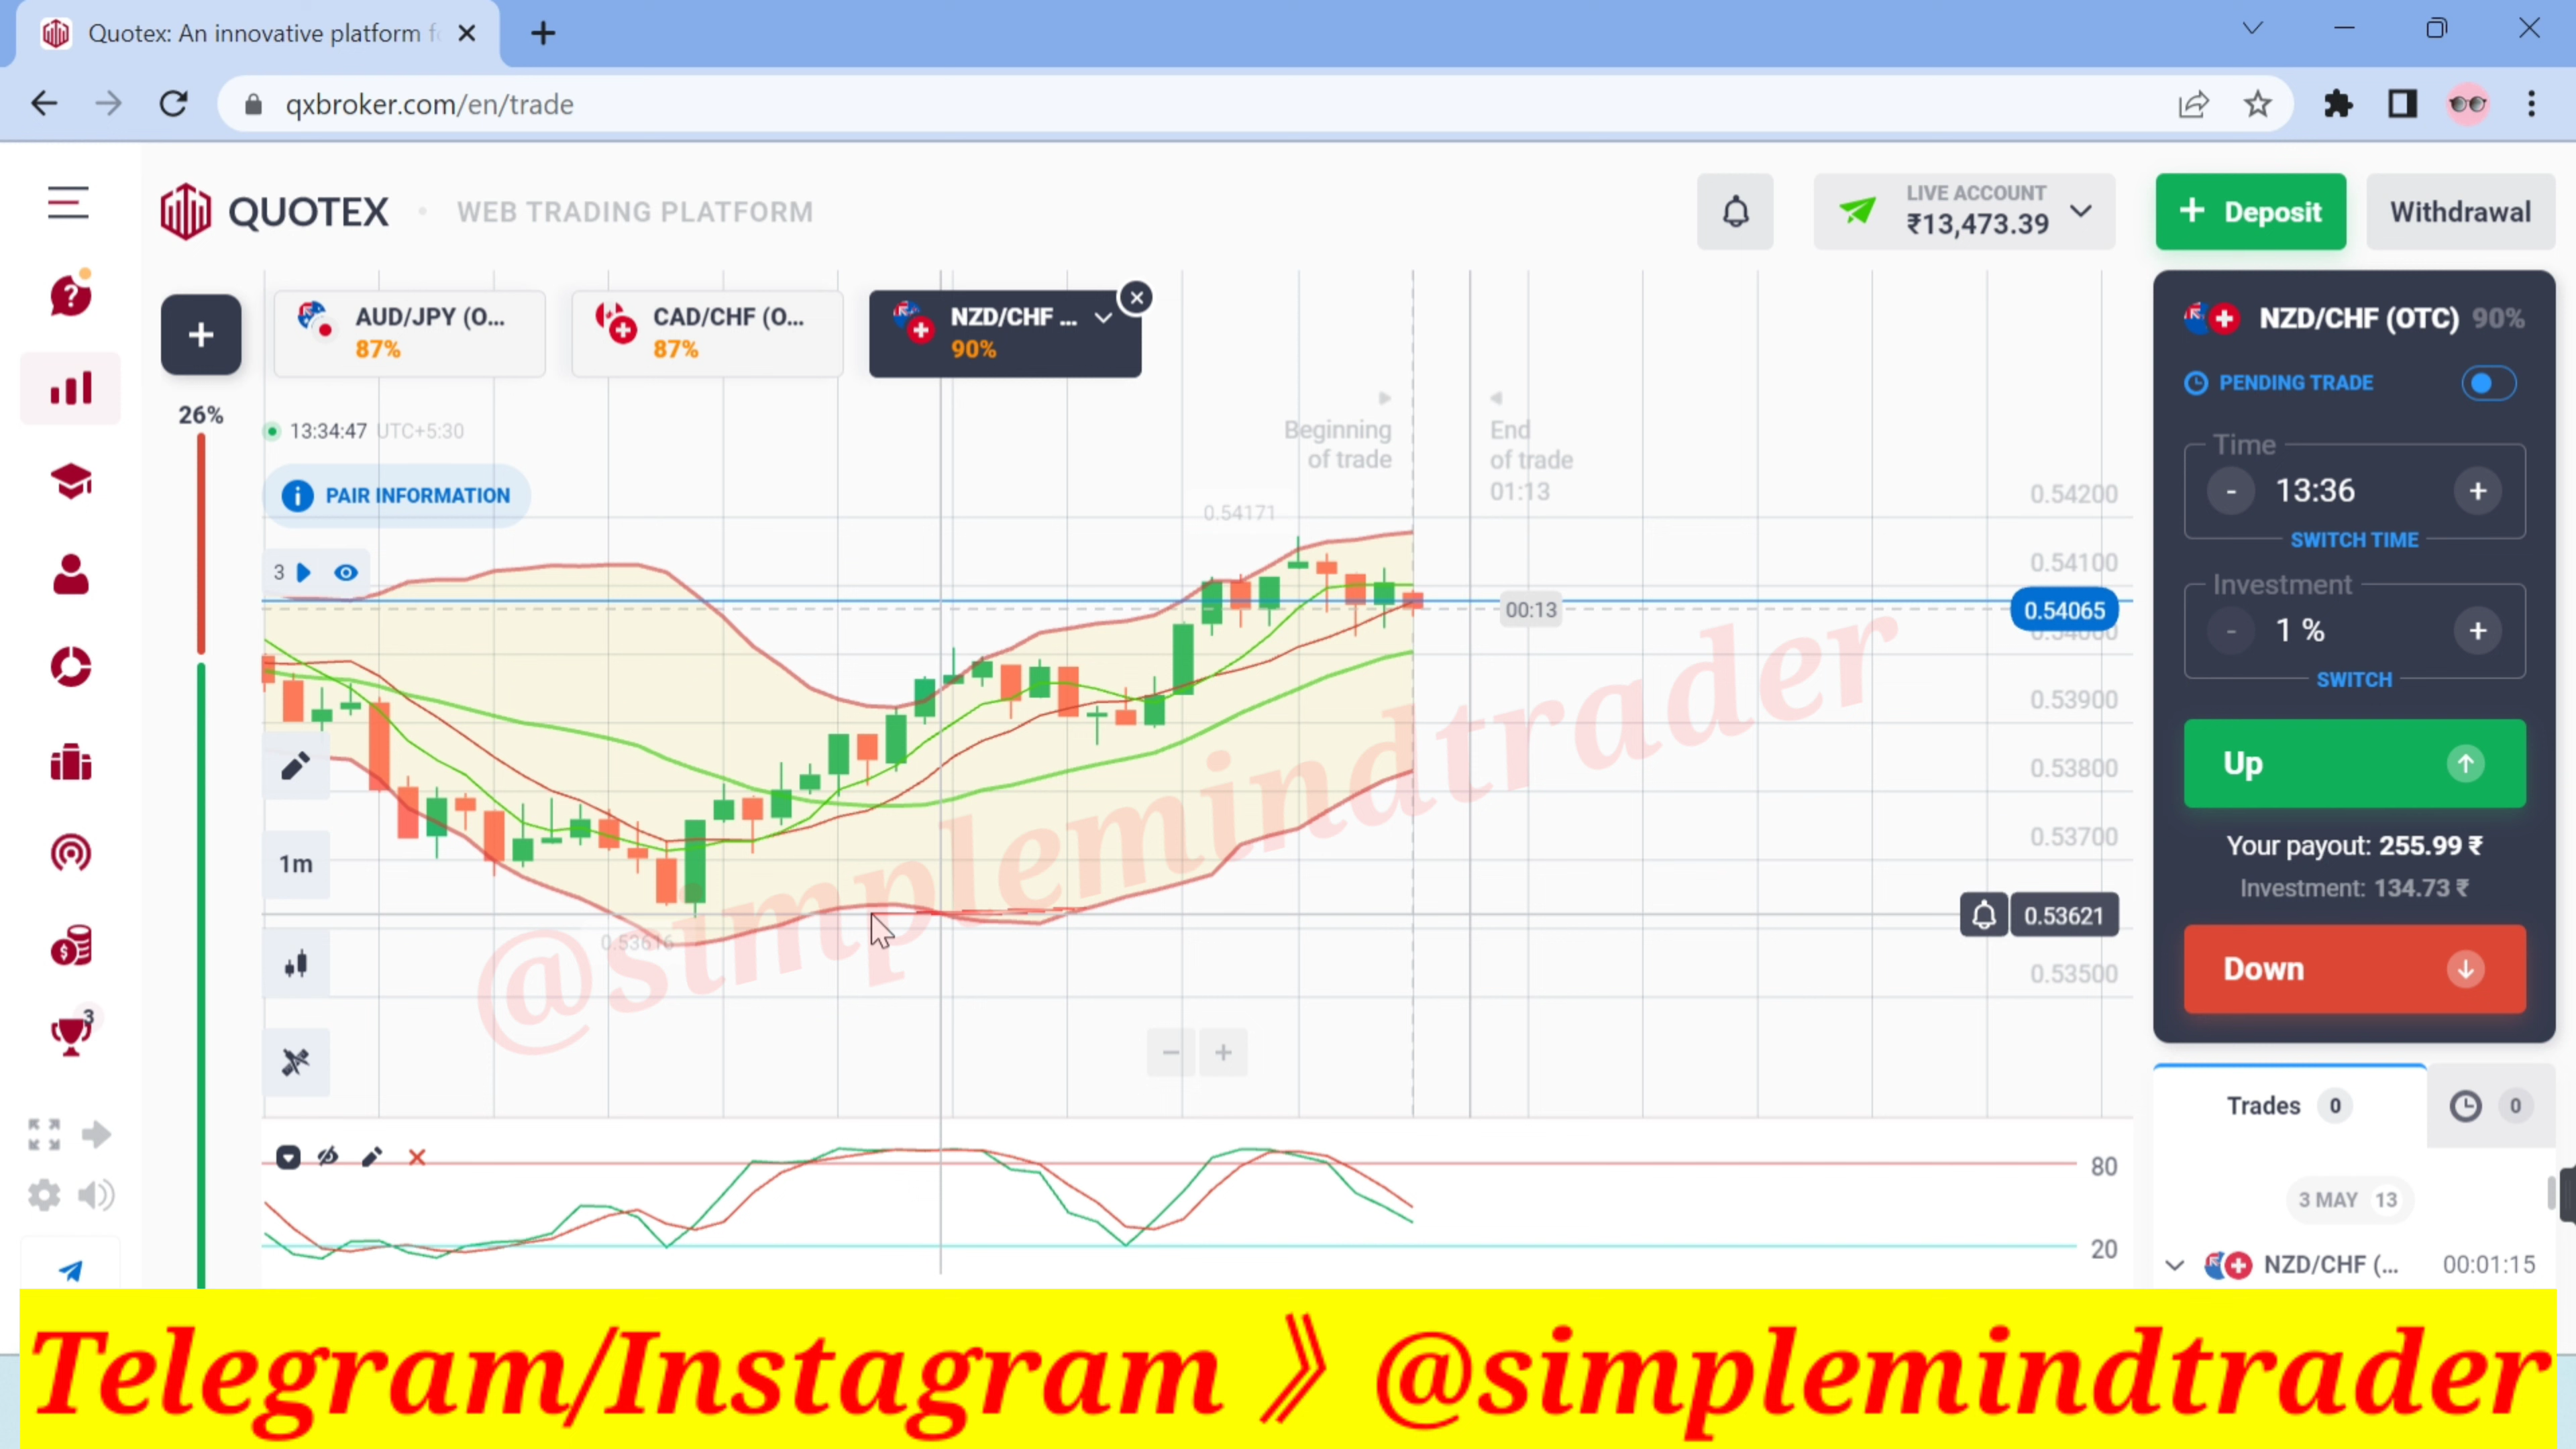 Quotex: An innovative platform f
qxbroker.com/en/trade
QUOTEX • WEB TRADING PLATFORM
LIVE ACCOUNT
₹13,473.39
+ Deposit
Withdrawal
+
AUD/JPY (O...
87%
CAD/CHF (O...
87%
NZD/CHF ...
90%
26%
13:34:47 UTC+5:30
PAIR INFORMATION
3
Beginning
of trade
End
of trade
01:13
0.54171
0.54200
0.54100
00:13
0.54065
0.53900
0.53800
0.53700
0.53621
0.53500
0.53616
1m
- +
80
20
@simplemindtrader
NZD/CHF (OTC) 90%
PENDING TRADE
Time
- 13:36 +
SWITCH TIME
Investment
- 1 % +
SWITCH
Up
Your payout: 255.99 ₹
Investment: 134.73 ₹
Down
Trades 0
0
3 MAY 13
NZD/CHF (... 00:01:15
3
Telegram/Instagram 》@simplemindtrader